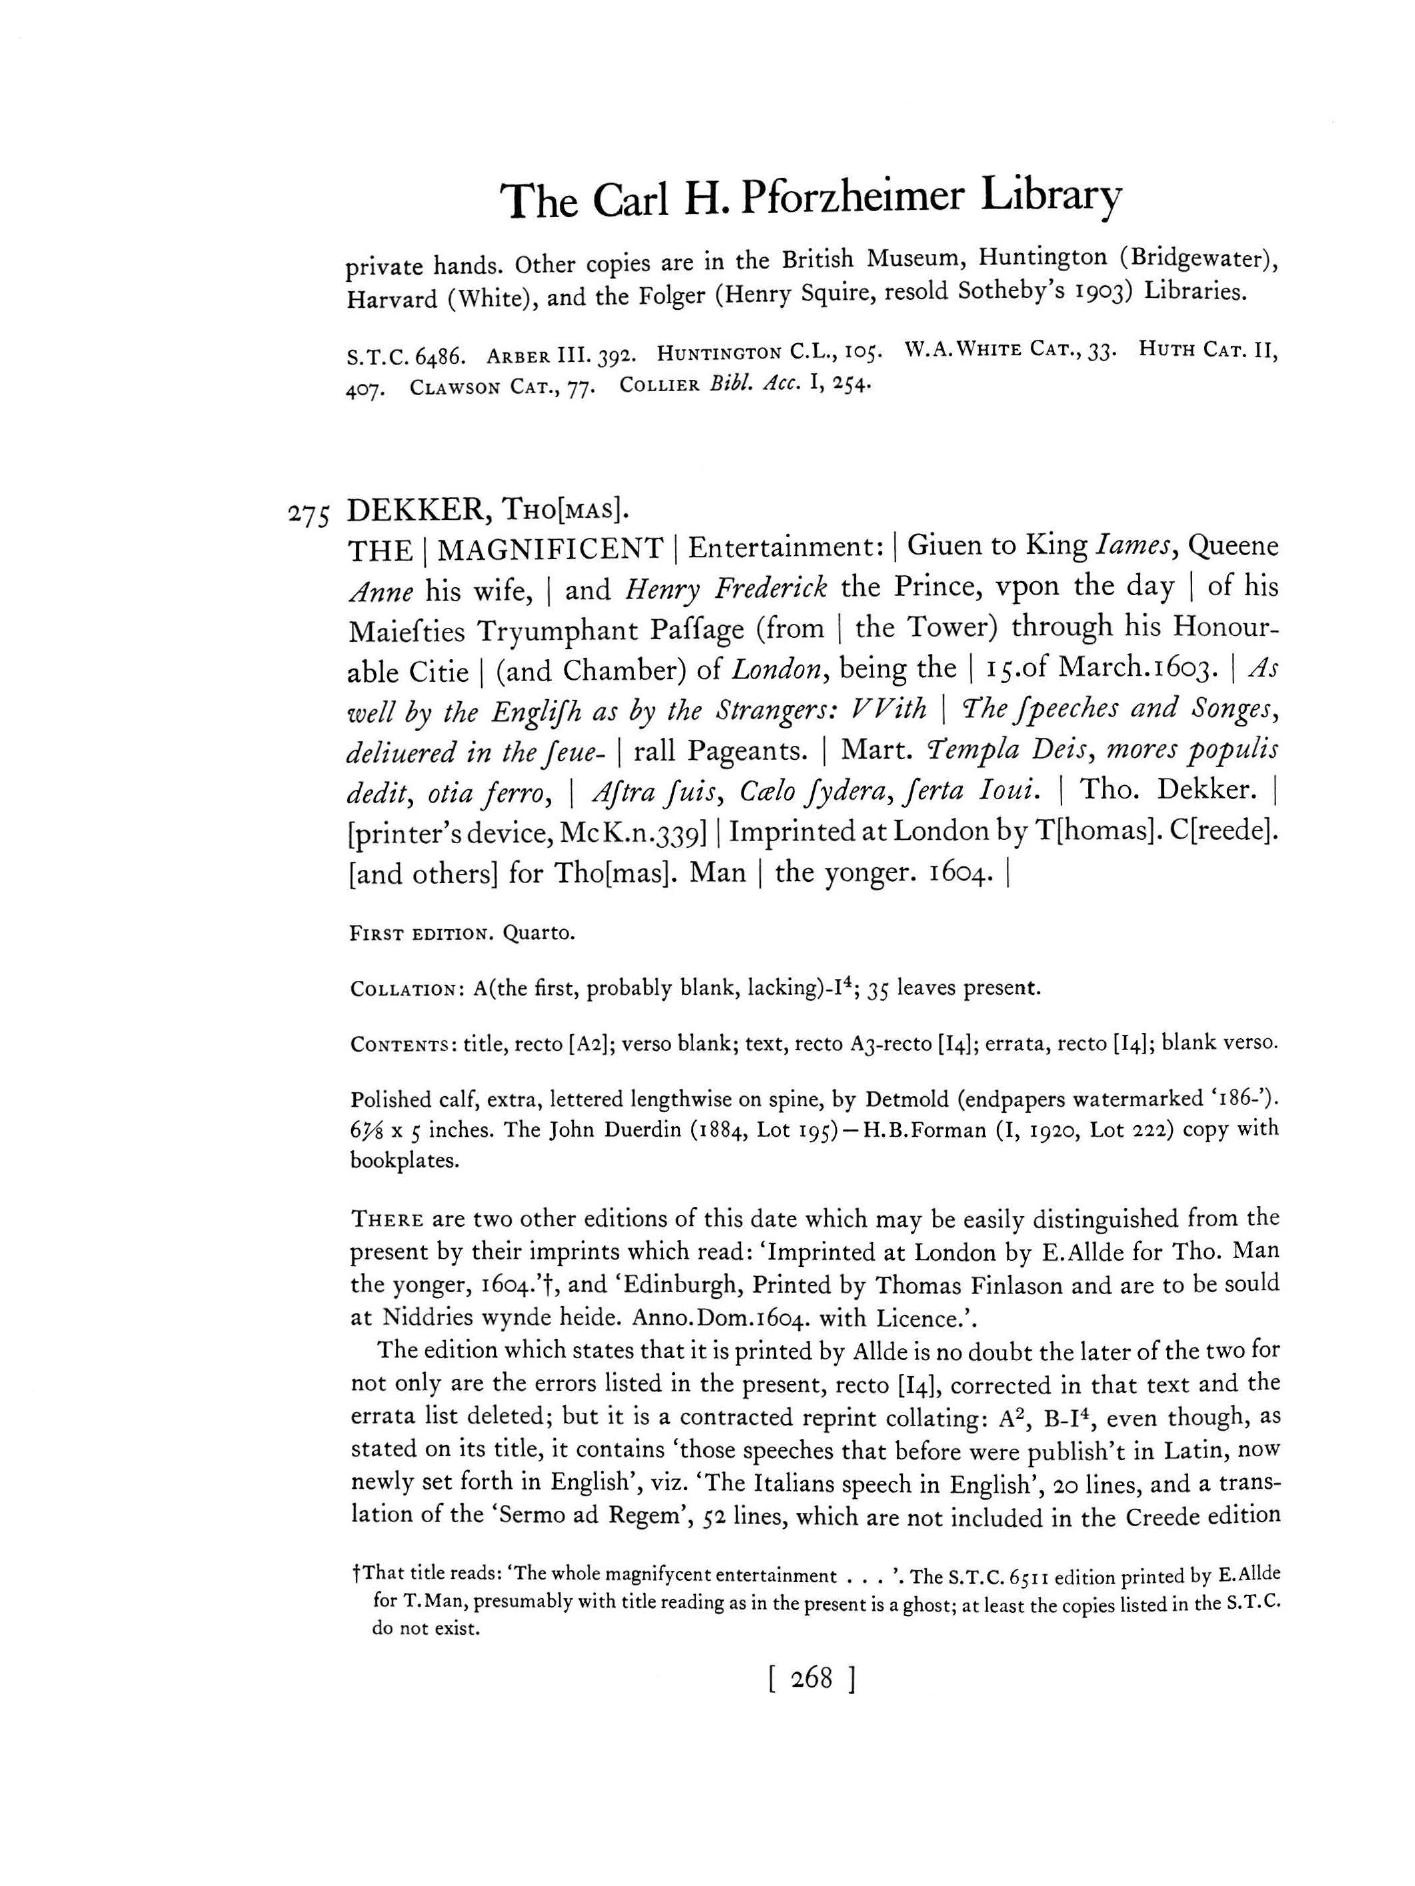 The Carl H. Pforzheimer Library
private hands. Other copies are in the British Museum, Huntington (Bridgewater),
Harvard (White), and the Folger (Henry Squire, resold Sotheby's 1903) Libraries.
S.T.C. 6486. Arber III. 392. Huntington C.L., 105. W.A.White Cat., 33. Huth Cat. II,
407. Clawson Cat., 77. Collier Bibl. Acc. I, 254.
275 DEKKER, Tho[mas].
THE | MAGNIFICENT | Entertainment: | Giuen to King Iames, Queene
Anne his wife, | and Henry Frederick the Prince, vpon the day | of his
Maieſties Tryumphant Paſſage (from | the Tower) through his Honour-
able Citie | (and Chamber) of London, being the | 15.of March.1603. | As
well by the Engliſh as by the Strangers: VVith | The ſpeeches and Songes,
deliuered in the ſeue- | rall Pageants. | Mart. Templa Deis, mores populis
dedit, otia ferro, | Aſtra ſuis, Cælo ſydera, ſerta Ioui. | Tho. Dekker. |
[printer's device, McK.n.339] | Imprinted at London by T[homas]. C[reede].
[and others] for Tho[mas]. Man | the yonger. 1604. |
First edition. Quarto.
Collation: A(the first, probably blank, lacking)-I⁴; 35 leaves present.
Contents: title, recto [A2]; verso blank; text, recto A3-recto [I4]; errata, recto [I4]; blank verso.
Polished calf, extra, lettered lengthwise on spine, by Detmold (endpapers watermarked '186-').
6⅞ x 5 inches. The John Duerdin (1884, Lot 195)—H.B.Forman (I, 1920, Lot 222) copy with
bookplates.
There are two other editions of this date which may be easily distinguished from the
present by their imprints which read: 'Imprinted at London by E.Allde for Tho. Man
the yonger, 1604.'†, and 'Edinburgh, Printed by Thomas Finlason and are to be sould
at Niddries wynde heide. Anno.Dom.1604. with Licence.'.
The edition which states that it is printed by Allde is no doubt the later of the two for
not only are the errors listed in the present, recto [I4], corrected in that text and the
errata list deleted; but it is a contracted reprint collating: A², B-I⁴, even though, as
stated on its title, it contains 'those speeches that before were publish't in Latin, now
newly set forth in English', viz. 'The Italians speech in English', 20 lines, and a trans-
lation of the 'Sermo ad Regem', 52 lines, which are not included in the Creede edition
†That title reads: 'The whole magnifycent entertainment . . . '. The S.T.C. 6511 edition printed by E.Allde
for T.Man, presumably with title reading as in the present is a ghost; at least the copies listed in the S.T.C.
do not exist.
[ 268 ]